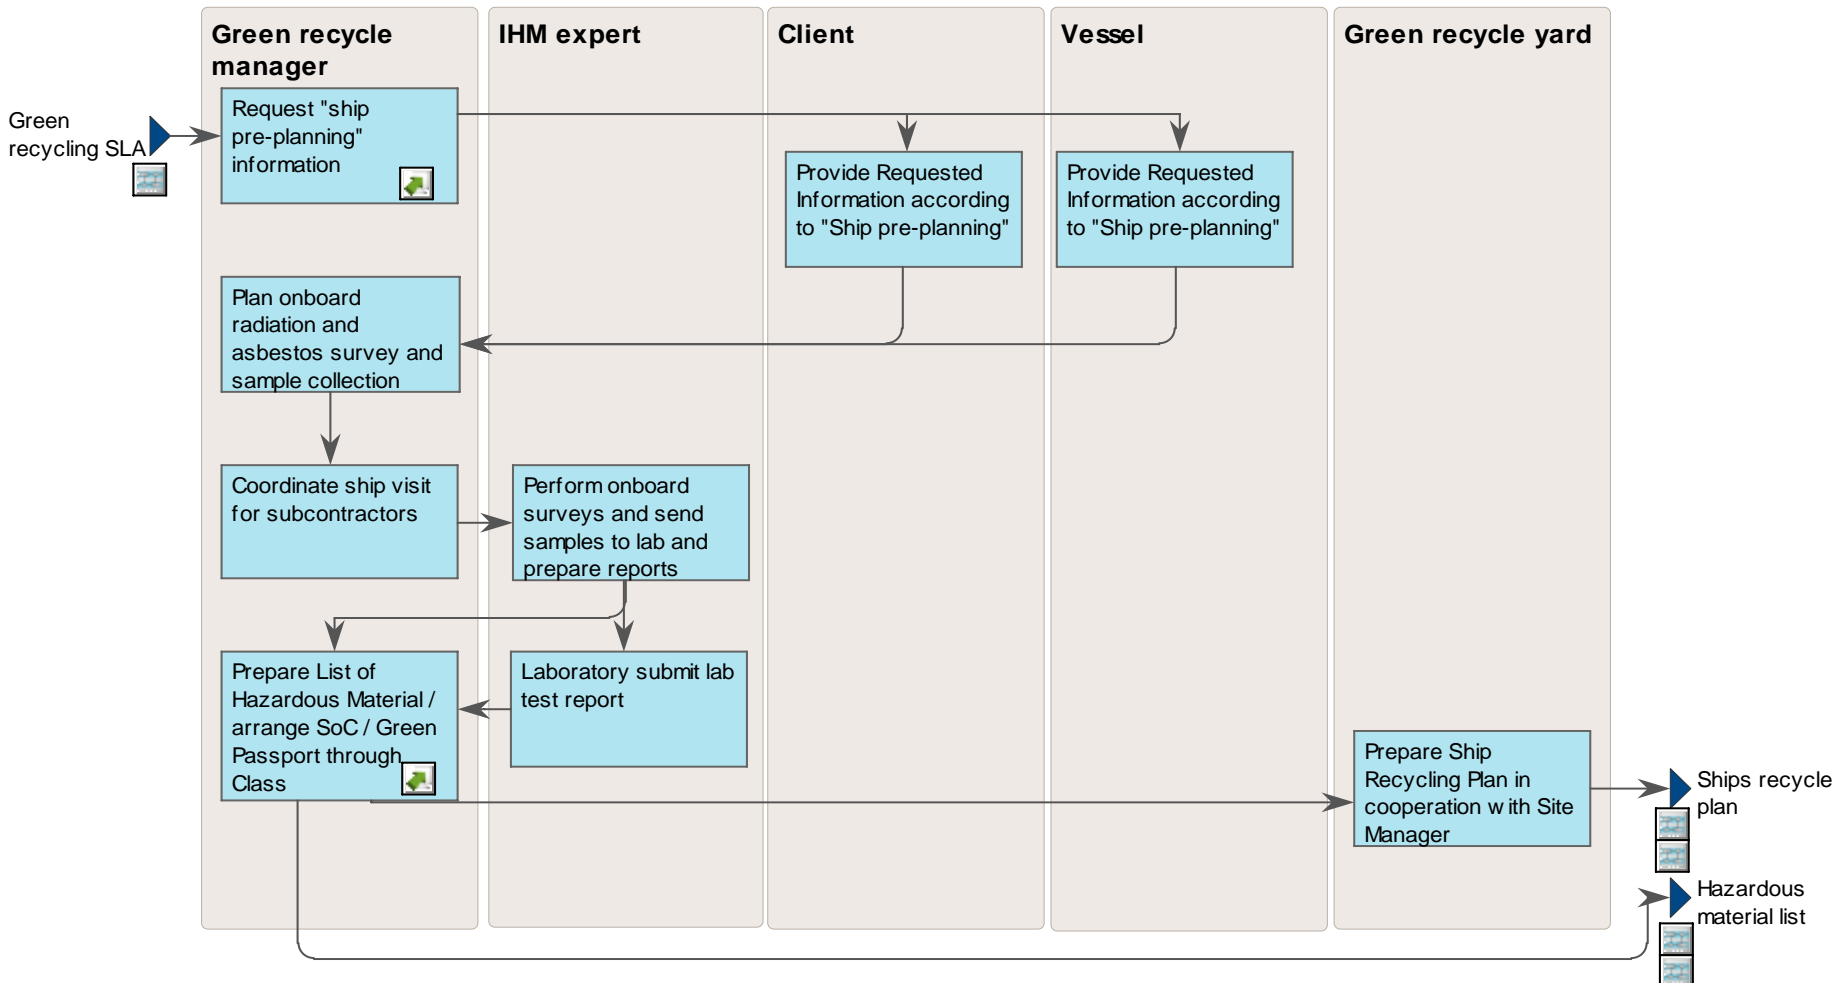 Green recycle
manager
IHM expert
Client
Vessel
Green recycle yard
Green
recycling SLA
Request "ship
pre-planning"
information
Provide Requested
Information according
to "Ship pre-planning"
Provide Requested
Information according
to "Ship pre-planning"
Plan onboard
radiation and
asbestos survey and
sample collection
Coordinate ship visit
for subcontractors
Perform onboard
surveys and send
samples to lab and
prepare reports
Prepare List of
Hazardous Material /
arrange SoC / Green
Passport through
Class
Laboratory submit lab
test report
Prepare Ship
Recycling Plan in
cooperation with Site
Manager
Ships recycle
plan
Hazardous
material list